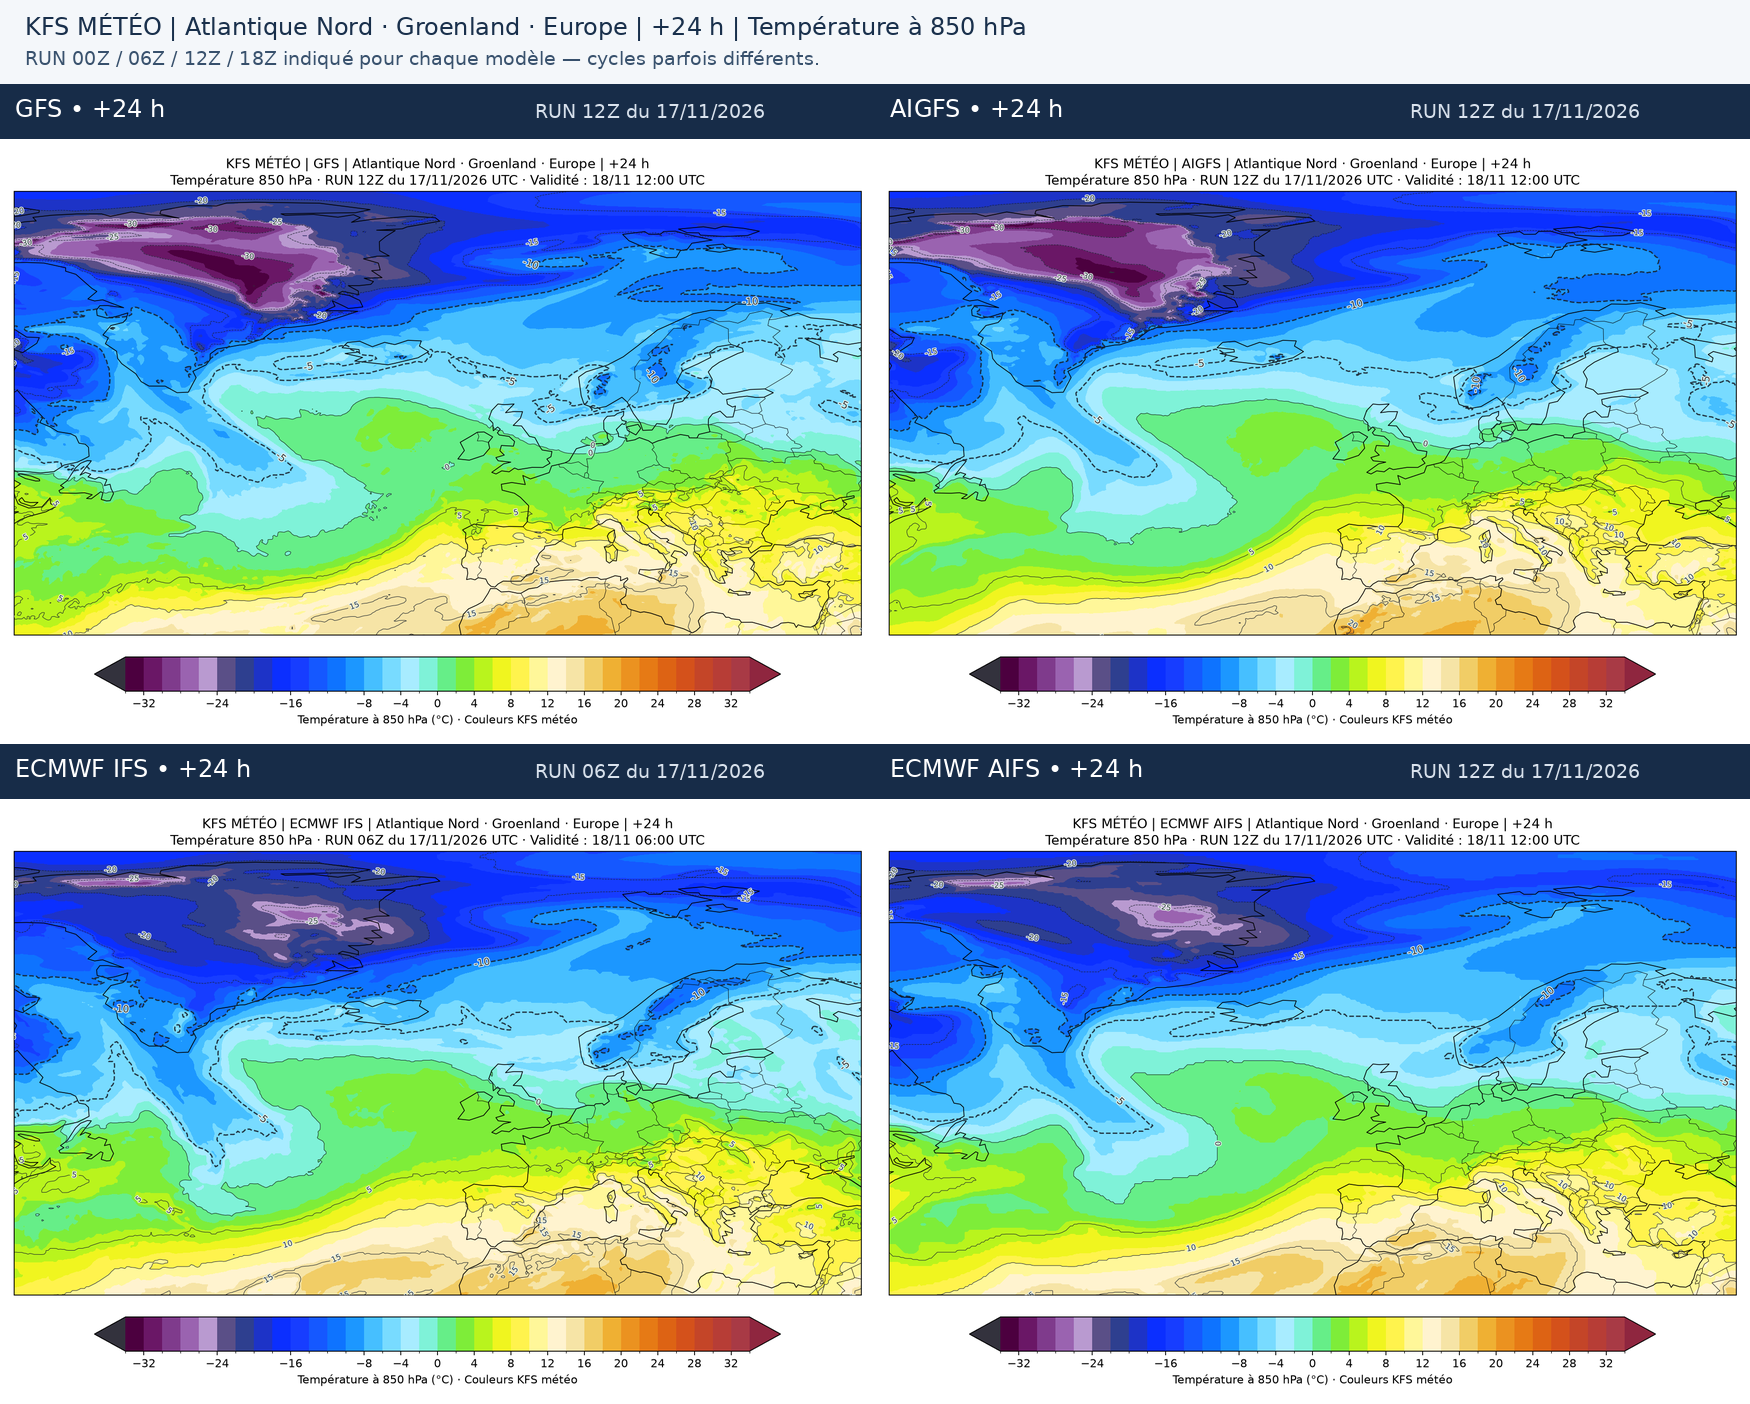 KFS MÉTÉO | Atlantique Nord · Groenland · Europe | +24 h | Température à 850 hPa
RUN 00Z / 06Z / 12Z / 18Z indiqué pour chaque modèle — cycles parfois différents.
GFS • +24 h
RUN 12Z du 17/11/2026
KFS MÉTÉO | GFS | Atlantique Nord · Groenland · Europe | +24 h
Température 850 hPa · RUN 12Z du 17/11/2026 UTC · Validité : 18/11 12:00 UTC
−32 −24 −16 −8 −4 0 4 8 12 16 20 24 28 32
Température à 850 hPa (°C) · Couleurs KFS météo
AIGFS • +24 h
RUN 12Z du 17/11/2026
KFS MÉTÉO | AIGFS | Atlantique Nord · Groenland · Europe | +24 h
Température 850 hPa · RUN 12Z du 17/11/2026 UTC · Validité : 18/11 12:00 UTC
−32 −24 −16 −8 −4 0 4 8 12 16 20 24 28 32
Température à 850 hPa (°C) · Couleurs KFS météo
ECMWF IFS • +24 h
RUN 06Z du 17/11/2026
KFS MÉTÉO | ECMWF IFS | Atlantique Nord · Groenland · Europe | +24 h
Température 850 hPa · RUN 06Z du 17/11/2026 UTC · Validité : 18/11 06:00 UTC
−32 −24 −16 −8 −4 0 4 8 12 16 20 24 28 32
Température à 850 hPa (°C) · Couleurs KFS météo
ECMWF AIFS • +24 h
RUN 12Z du 17/11/2026
KFS MÉTÉO | ECMWF AIFS | Atlantique Nord · Groenland · Europe | +24 h
Température 850 hPa · RUN 12Z du 17/11/2026 UTC · Validité : 18/11 12:00 UTC
−32 −24 −16 −8 −4 0 4 8 12 16 20 24 28 32
Température à 850 hPa (°C) · Couleurs KFS météo